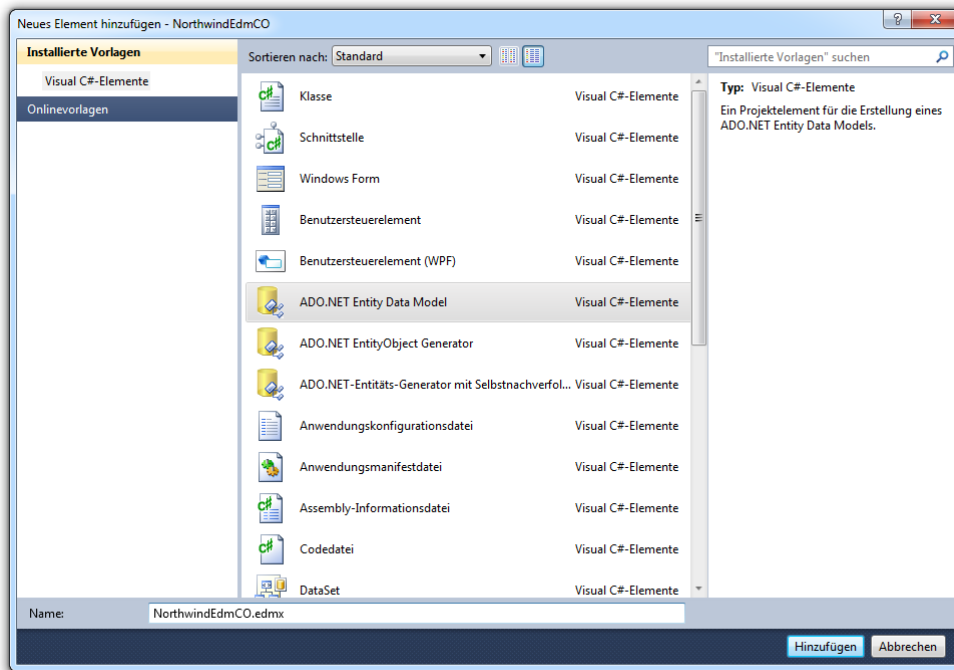 Neues Element hinzufügen - NorthwindEdmCO
Installierte Vorlagen
Visual C#-Elemente
Onlinevorlagen
Sortieren nach: Standard
"Installierte Vorlagen" suchen
Klasse Visual C#-Elemente
Schnittstelle Visual C#-Elemente
Windows Form Visual C#-Elemente
Benutzersteuerelement Visual C#-Elemente
Benutzersteuerelement (WPF) Visual C#-Elemente
ADO.NET Entity Data Model Visual C#-Elemente
ADO.NET EntityObject Generator Visual C#-Elemente
ADO.NET-Entitäts-Generator mit Selbstnachverfol... Visual C#-Elemente
Anwendungskonfigurationsdatei Visual C#-Elemente
Anwendungsmanifestdatei Visual C#-Elemente
Assembly-Informationsdatei Visual C#-Elemente
Codedatei Visual C#-Elemente
DataSet Visual C#-Elemente
Typ: Visual C#-Elemente
Ein Projektelement für die Erstellung eines
ADO.NET Entity Data Models.
Name: NorthwindEdmCO.edmx
Hinzufügen
Abbrechen